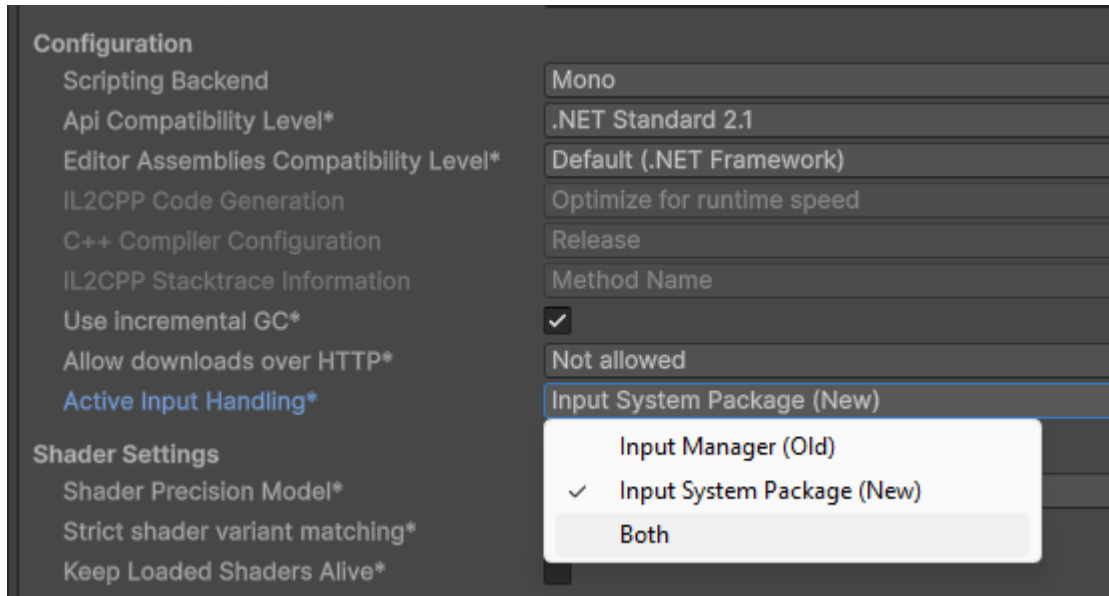 Configuration
Scripting Backend Mono
Api Compatibility Level* .NET Standard 2.1
Editor Assemblies Compatibility Level* Default (.NET Framework)
IL2CPP Code Generation Optimize for runtime speed
C++ Compiler Configuration Release
IL2CPP Stacktrace Information Method Name
Use incremental GC*
Allow downloads over HTTP* Not allowed
Active Input Handling* Input System Package (New)
Input Manager (Old)
Shader Settings
Shader Precision Model* Input System Package (New)
Strict shader variant matching* Both
Keep Loaded Shaders Alive*